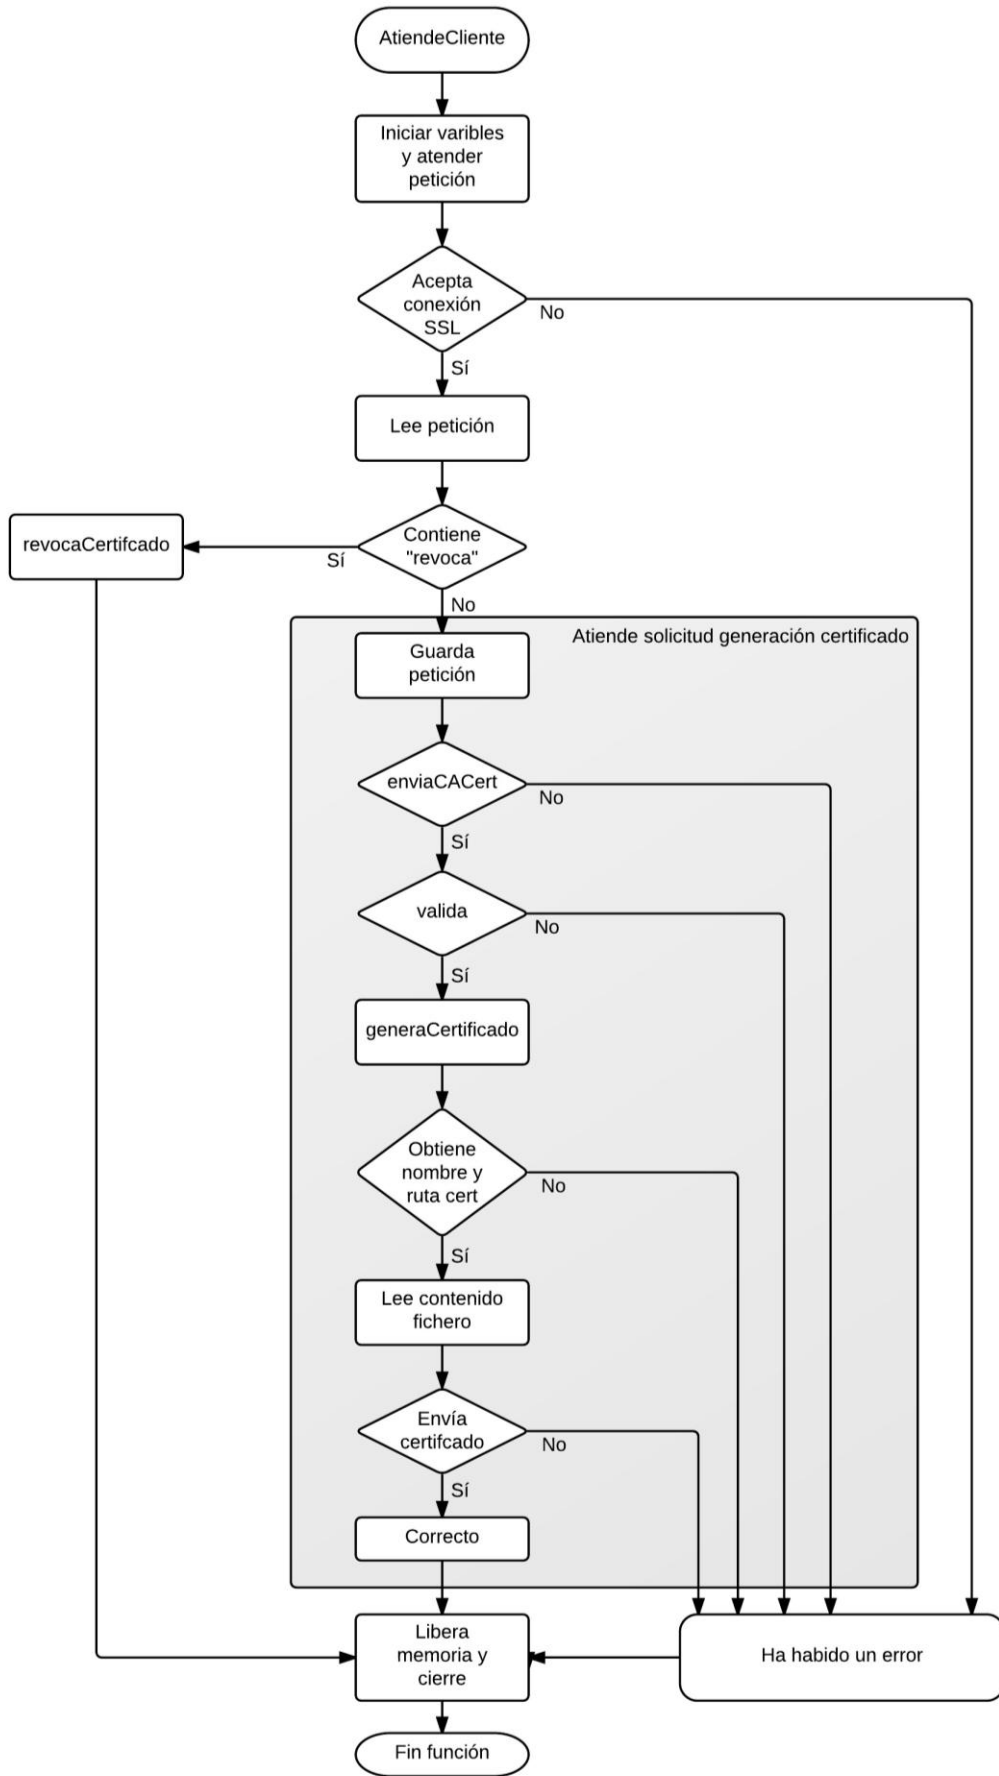 AtiendeCliente
Iniciar varibles
y atender
petición
Acepta
conexión
SSL
No
Sí
Lee petición
Contiene
"revoca"
Sí
revocaCertifcado
No
Atiende solicitud generación certificado
Guarda
petición
enviaCACert
No
Sí
valida
No
Sí
generaCertificado
Obtiene
nombre y
ruta cert
No
Sí
Lee contenido
fichero
Envía
certifcado
No
Sí
Correcto
Libera
memoria y
cierre
Ha habido un error
Fin función